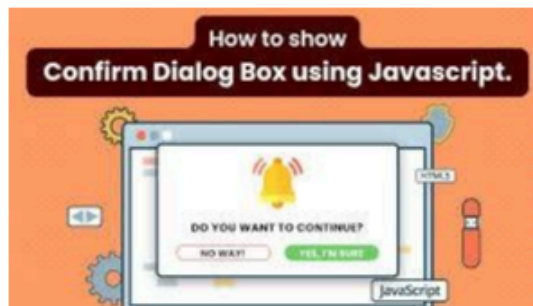 How to show
Confirm Dialog Box using Javascript.
HTML5
DO YOU WANT TO CONTINUE?
NO WAY!
YES, I'M SURE
JavaScript